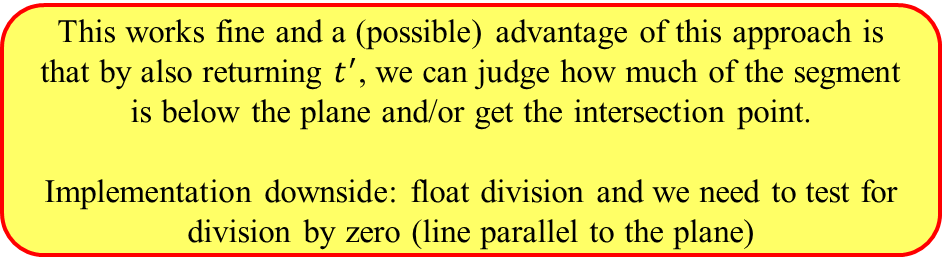 This works fine and a (possible) advantage of this approach is
that by also returning t′, we can judge how much of the segment
is below the plane and/or get the intersection point.
Implementation downside: float division and we need to test for
division by zero (line parallel to the plane)